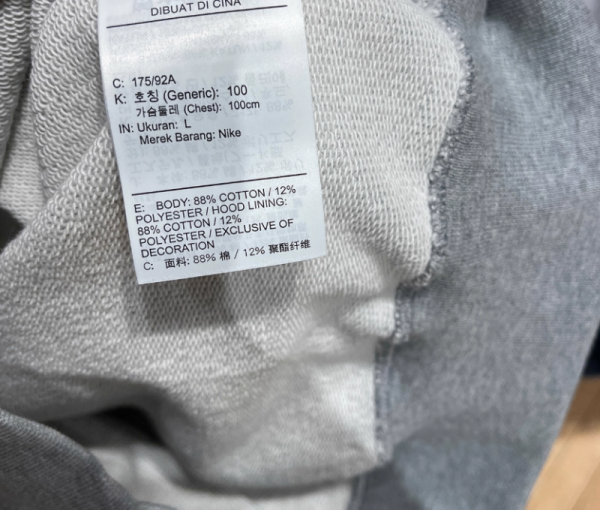 DIBUAT DI CINA
C: 175/92A
K: 호칭 (Generic): 100
가슴둘레 (Chest): 100cm
IN: Ukuran: L
Merek Barang: Nike
E: BODY: 88% COTTON / 12%
POLYESTER / HOOD LINING:
88% COTTON / 12%
POLYESTER / EXCLUSIVE OF
DECORATION
C: 面料: 88% 棉 / 12% 聚酯纤维